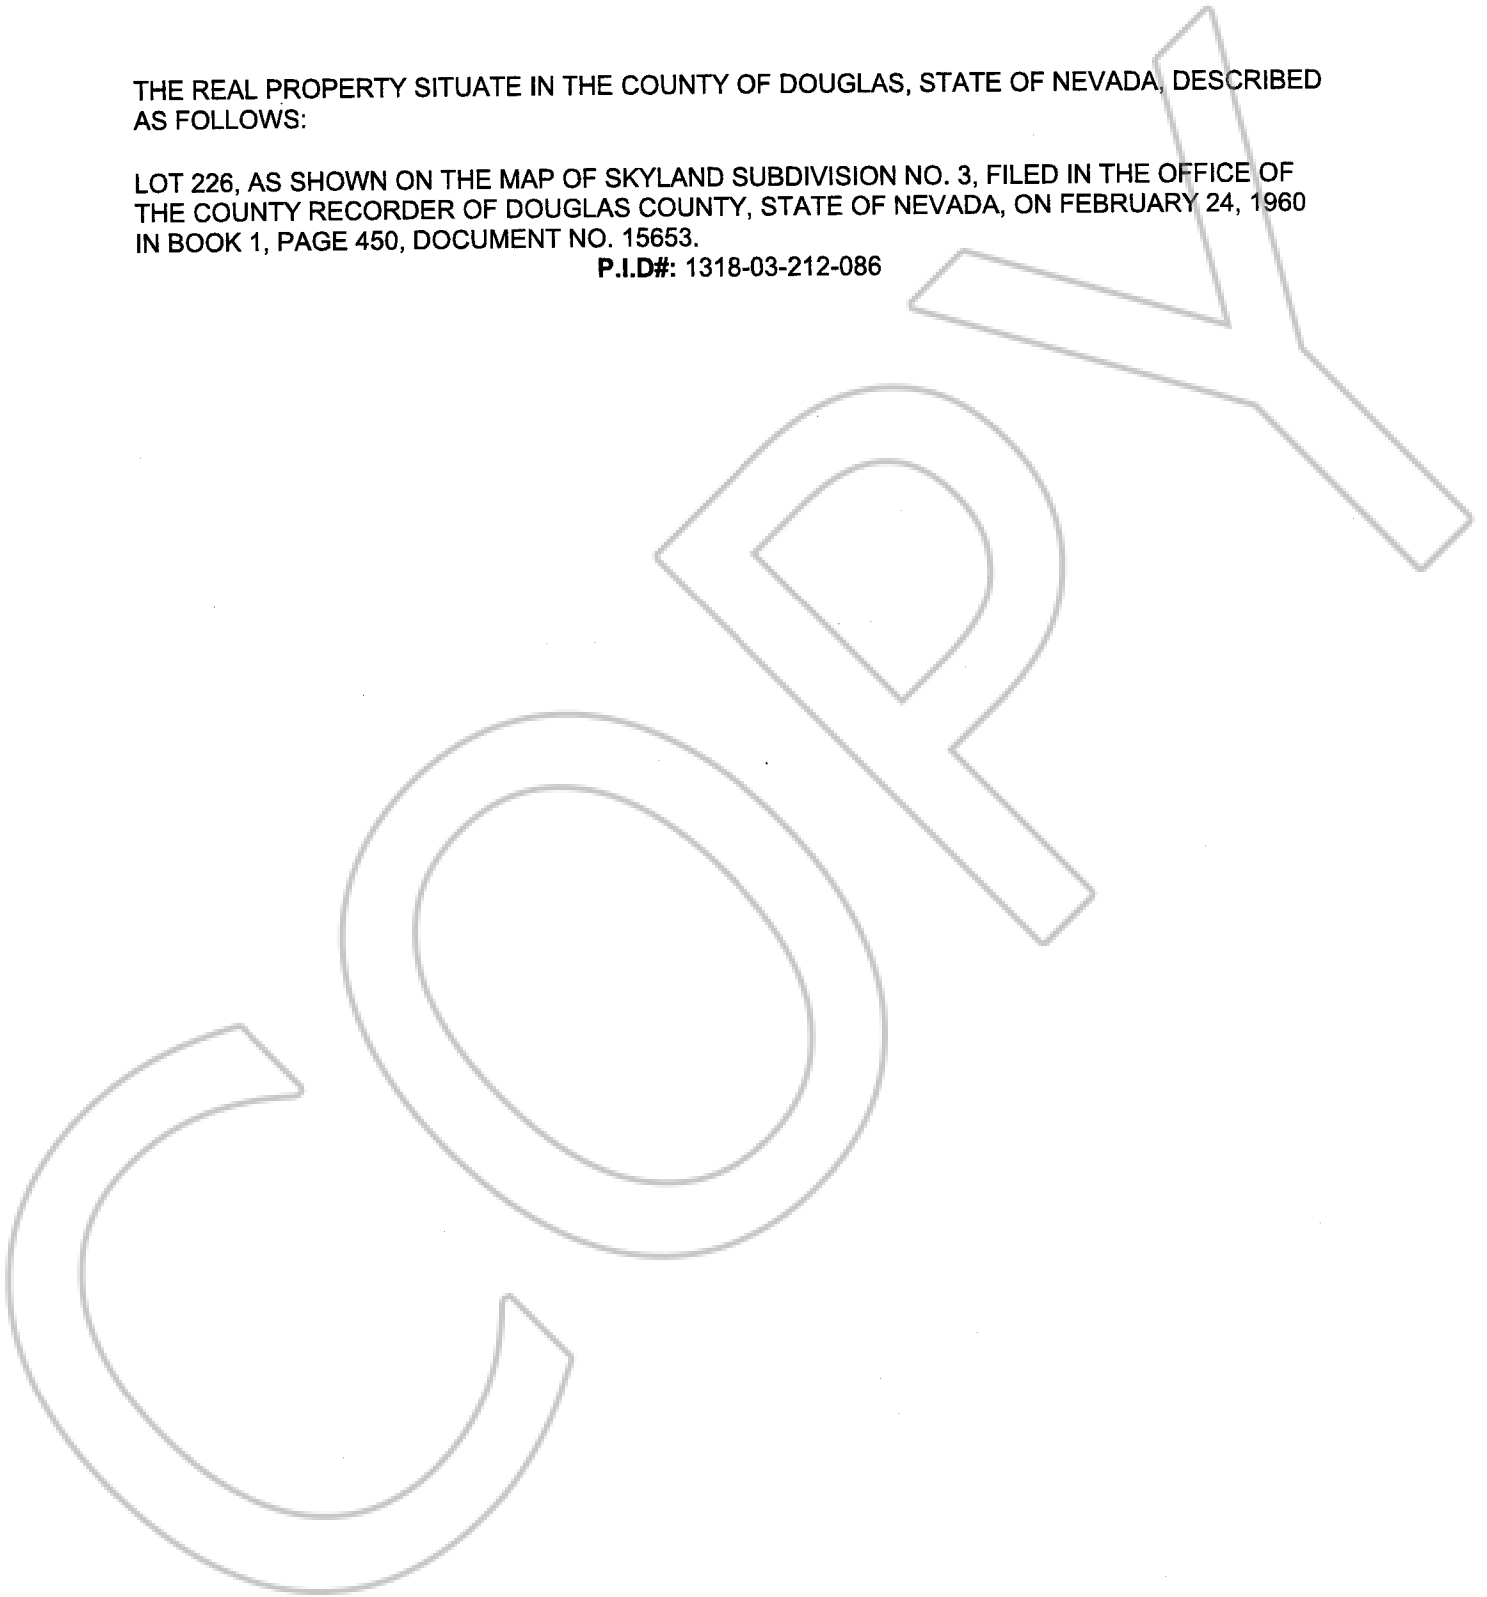 THE REAL PROPERTY SITUATE IN THE COUNTY OF DOUGLAS, STATE OF NEVADA, DESCRIBED
AS FOLLOWS:
LOT 226, AS SHOWN ON THE MAP OF SKYLAND SUBDIVISION NO. 3, FILED IN THE OFFICE OF
THE COUNTY RECORDER OF DOUGLAS COUNTY, STATE OF NEVADA, ON FEBRUARY 24, 1960
IN BOOK 1, PAGE 450, DOCUMENT NO. 15653.
P.I.D#: 1318-03-212-086
COPY